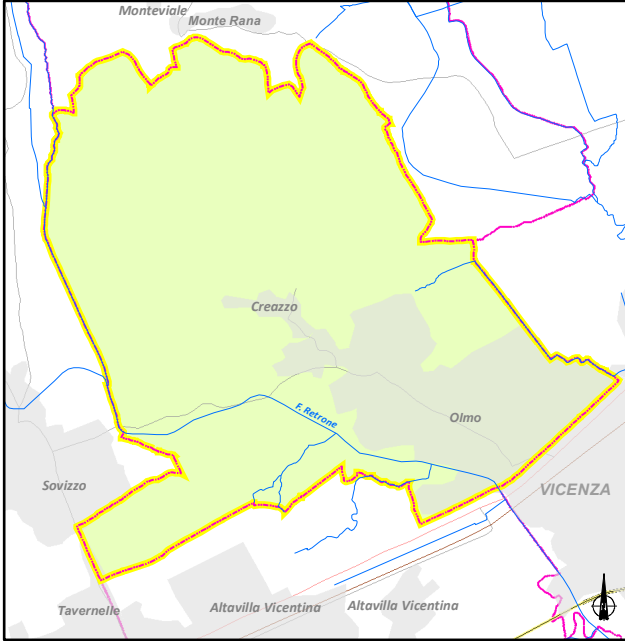 Monteviale
Monte Rana
Creazzo
F. Retrone
Olmo
Sovizzo
VICENZA
Tavernelle
Altavilla Vicentina
Altavilla Vicentina